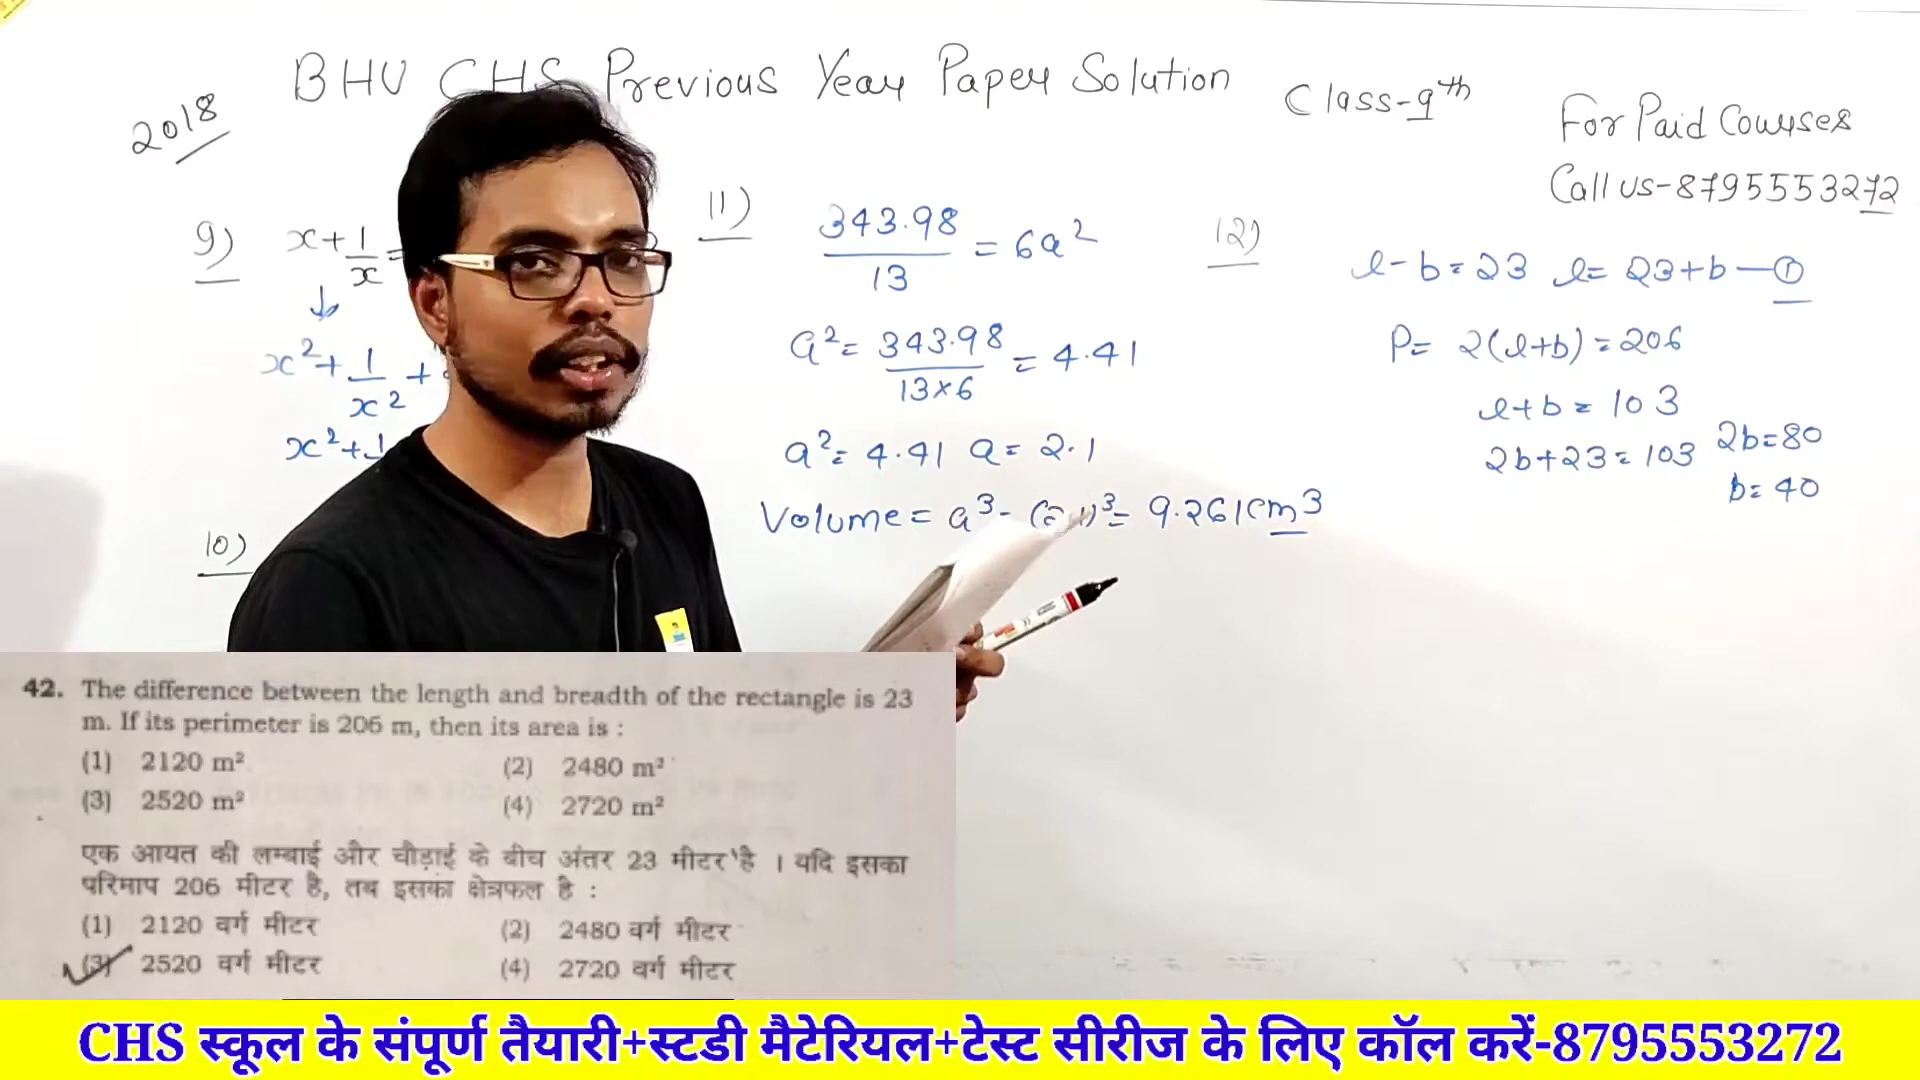 BHU CHS Previous Year Paper Solution
2018
Class-9th
For Paid Courses
Call us-8795553272
9)
x+1/x=
↓
x²+1/x²+
x²+1
10)
11)
343.98/13 = 6a²
a²= 343.98/13×6 = 4.41
a²= 4.41 a= 2.1
Volume= a³= 9.261cm³
12)
l-b=23 l= 23+b—①
P= 2(l+b)=206
l+b= 103
2b+23=103 2b=80
b=40
42. The difference between the length and breadth of the rectangle is 23
m. If its perimeter is 206 m, then its area is :
(1) 2120 m² (2) 2480 m²
(3) 2520 m² (4) 2720 m²
एक आयत की लम्बाई और चौड़ाई के बीच अंतर 23 मीटर है । यदि इसका
परिमाप 206 मीटर है, तब इसका क्षेत्रफल है :
(1) 2120 वर्ग मीटर (2) 2480 वर्ग मीटर
(3) 2520 वर्ग मीटर (4) 2720 वर्ग मीटर
CHS स्कूल के संपूर्ण तैयारी+स्टडी मैटेरियल+टेस्ट सीरीज के लिए कॉल करें-8795553272